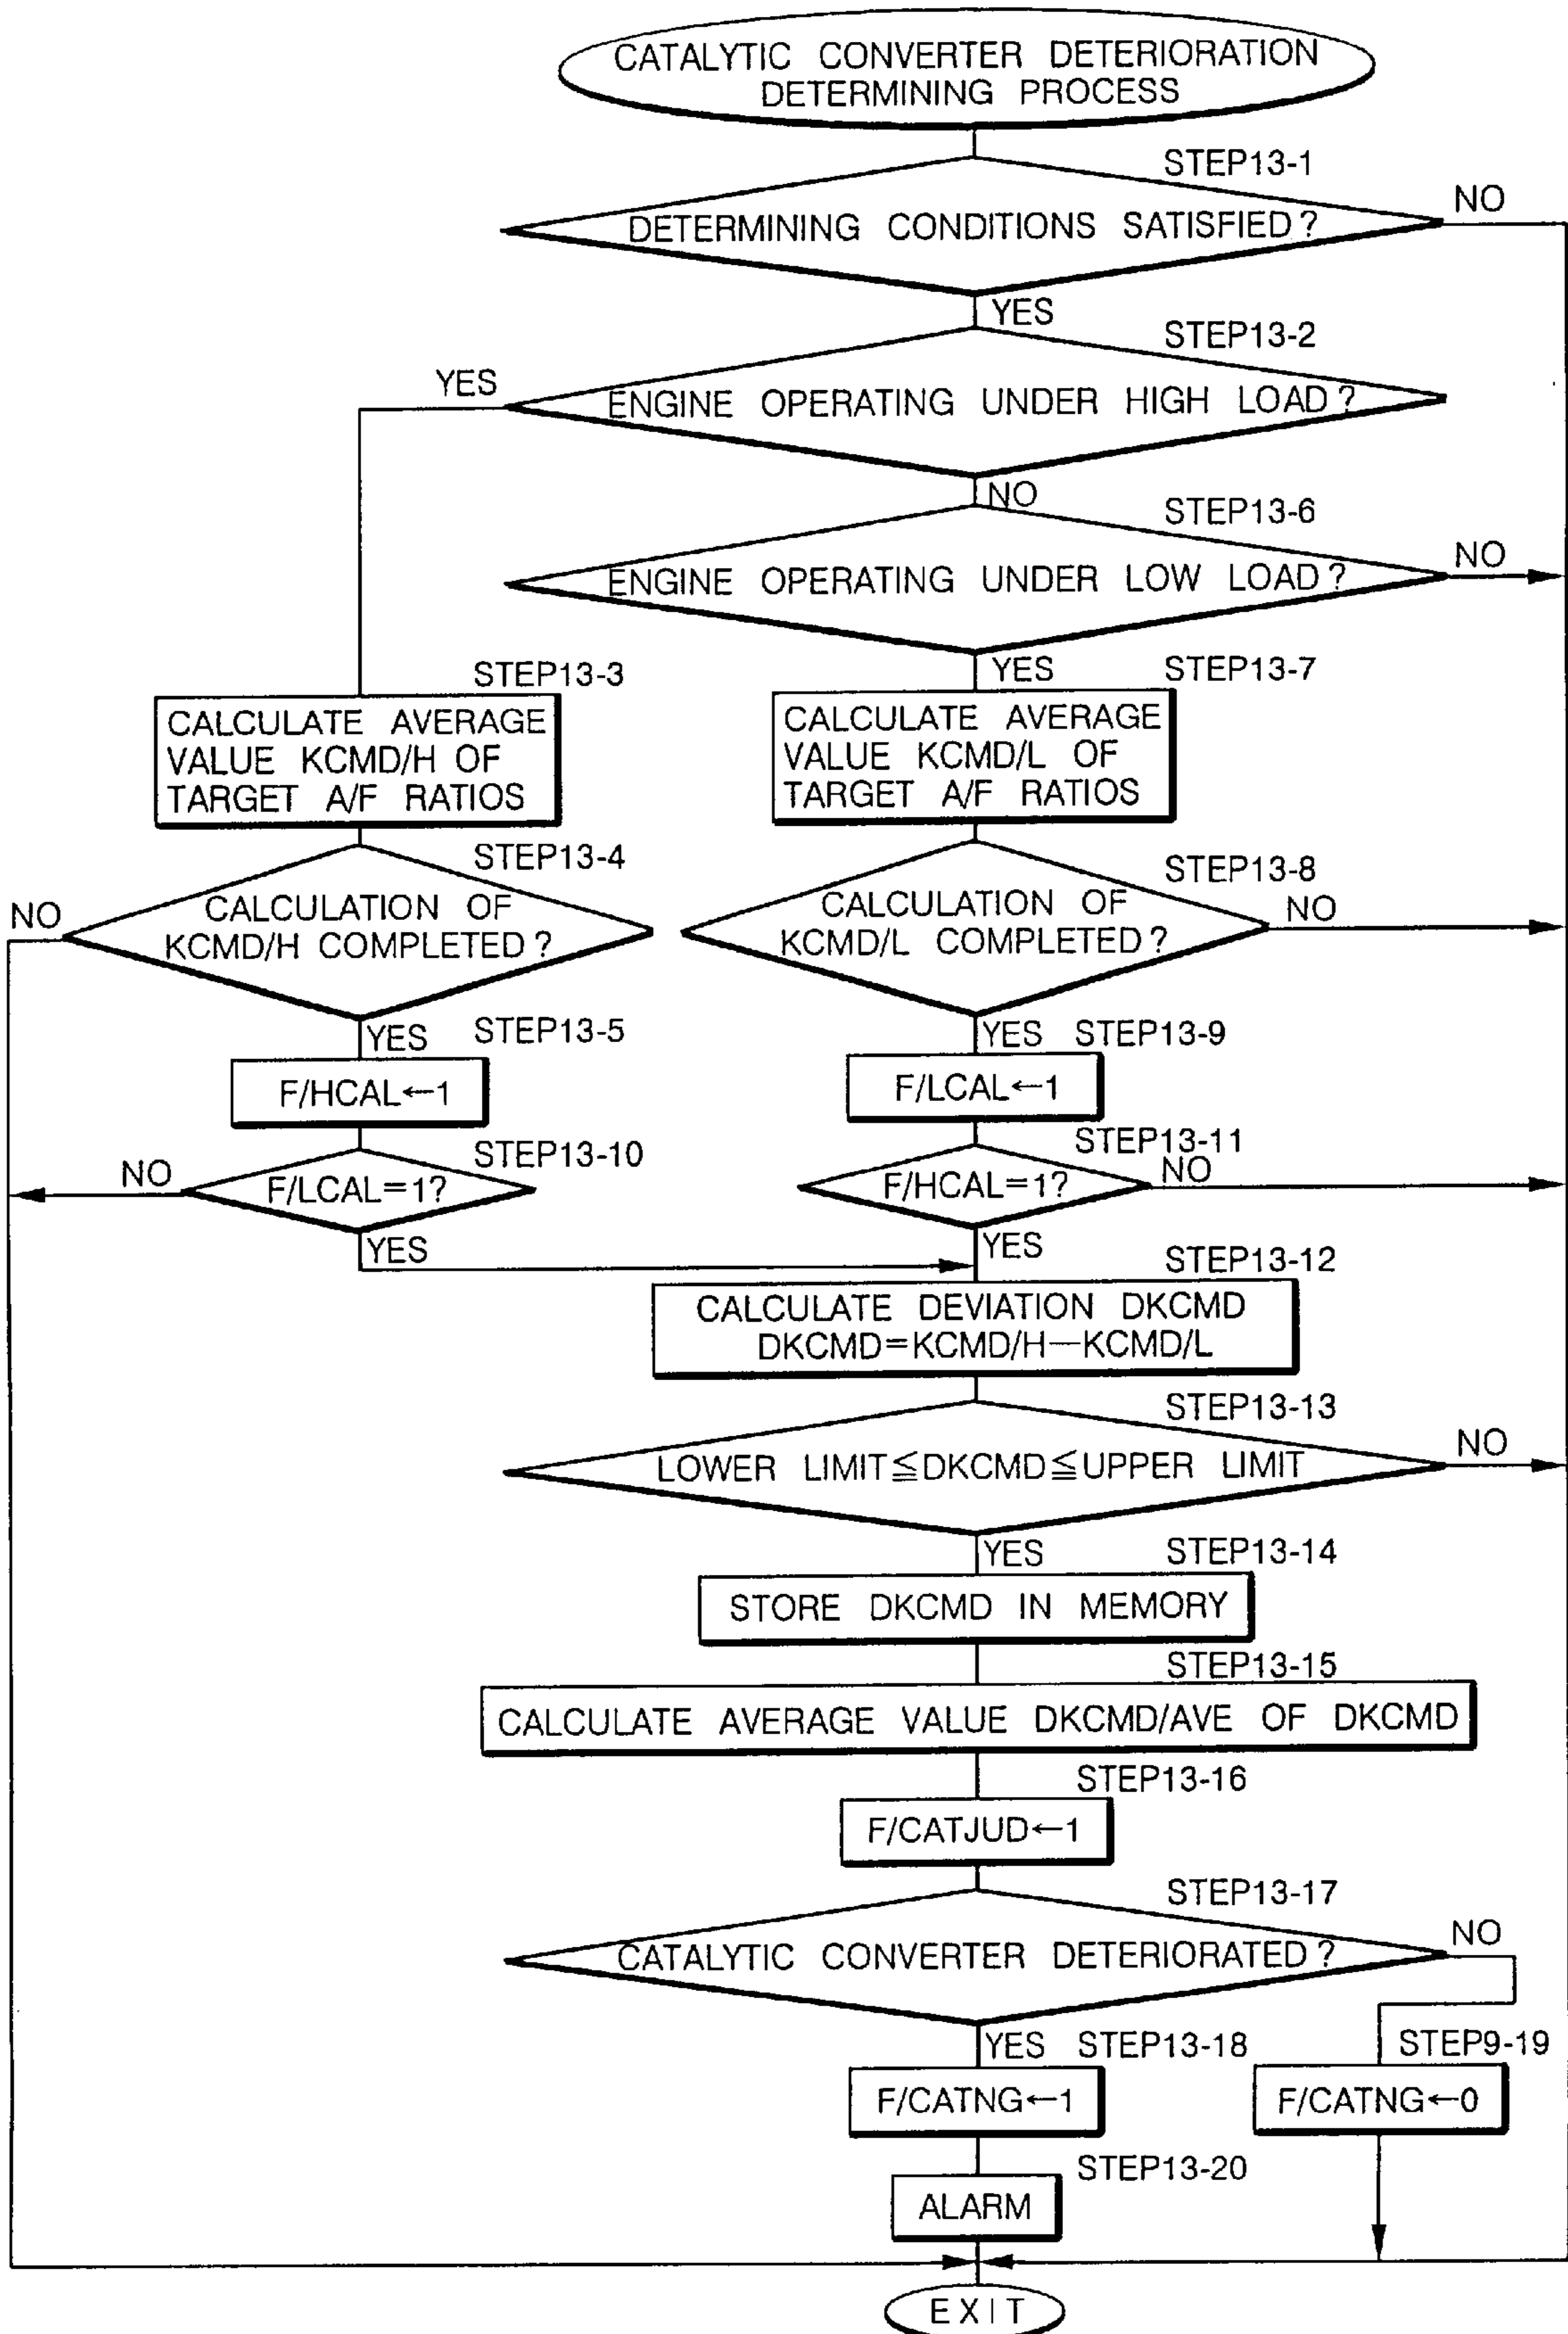 CATALYTIC CONVERTER DETERIORATION
DETERMINING PROCESS
STEP13-1
DETERMINING CONDITIONS SATISFIED?
NO
YES
STEP13-2
YES
ENGINE OPERATING UNDER HIGH LOAD?
NO
STEP13-6
ENGINE OPERATING UNDER LOW LOAD?
NO
YES
STEP13-3
CALCULATE AVERAGE
VALUE KCMD/H OF
TARGET A/F RATIOS
STEP13-7
CALCULATE AVERAGE
VALUE KCMD/L OF
TARGET A/F RATIOS
STEP13-4
NO
CALCULATION OF
KCMD/H COMPLETED?
STEP13-8
CALCULATION OF
KCMD/L COMPLETED?
NO
YES
STEP13-5
F/HCAL←1
YES
STEP13-9
F/LCAL←1
STEP13-10
NO
F/LCAL=1?
YES
STEP13-11
F/HCAL=1?
NO
YES
STEP13-12
CALCULATE DEVIATION DKCMD
DKCMD=KCMD/H—KCMD/L
STEP13-13
LOWER LIMIT≦DKCMD≦UPPER LIMIT
NO
YES
STEP13-14
STORE DKCMD IN MEMORY
STEP13-15
CALCULATE AVERAGE VALUE DKCMD/AVE OF DKCMD
STEP13-16
F/CATJUD←1
STEP13-17
CATALYTIC CONVERTER DETERIORATED?
NO
YES
STEP13-18
F/CATNG←1
STEP9-19
F/CATNG←0
STEP13-20
ALARM
EXIT